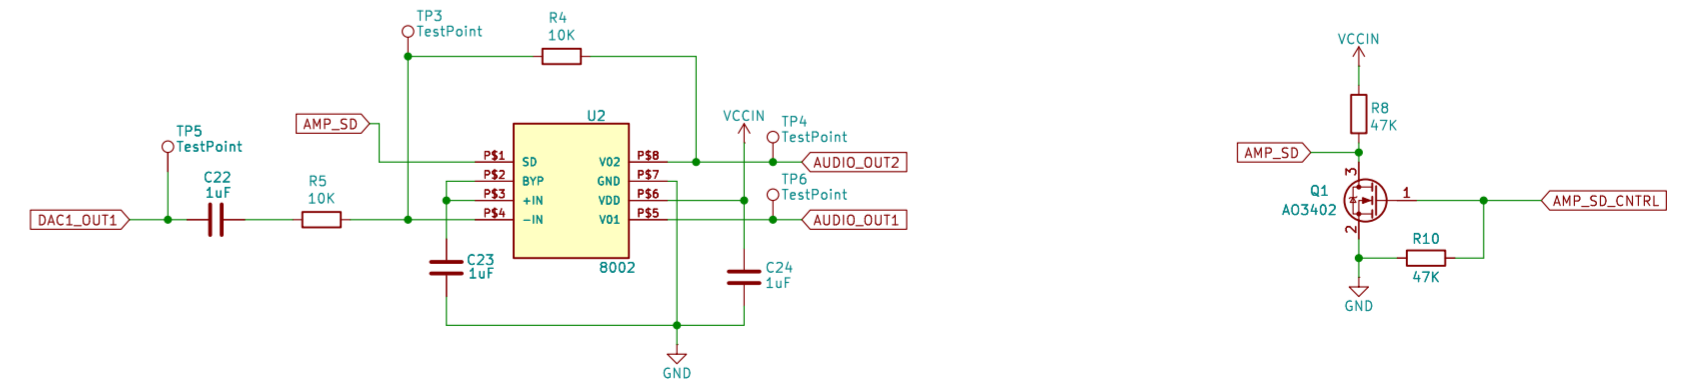 TP3
TestPoint
R4
10K
AMP_SD
U2
VCCIN
TP4
TestPoint
TP5
TestPoint
P$1
SD
VO2
P$8
AUDIO_OUT2
P$2
BYP
GND
P$7
TP6
TestPoint
P$3
+IN
VDD
P$6
C22
1uF
R5
10K
DAC1_OUT1
P$4
-IN
VO1
P$5
AUDIO_OUT1
8002
C23
1uF
C24
1uF
GND
VCCIN
R8
47K
AMP_SD
3
Q1
AO3402
1
AMP_SD_CNTRL
2
R10
47K
GND